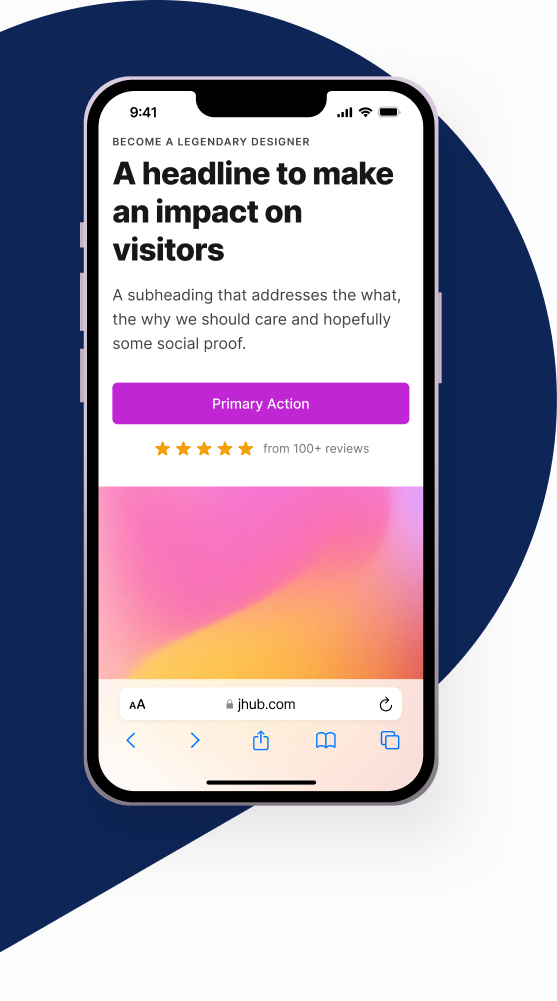 9:41
BECOME A LEGENDARY DESIGNER
A headline to make
an impact on
visitors
A subheading that addresses the what,
the why we should care and hopefully
some social proof.
Primary Action
from 100+ reviews
AA jhub.com